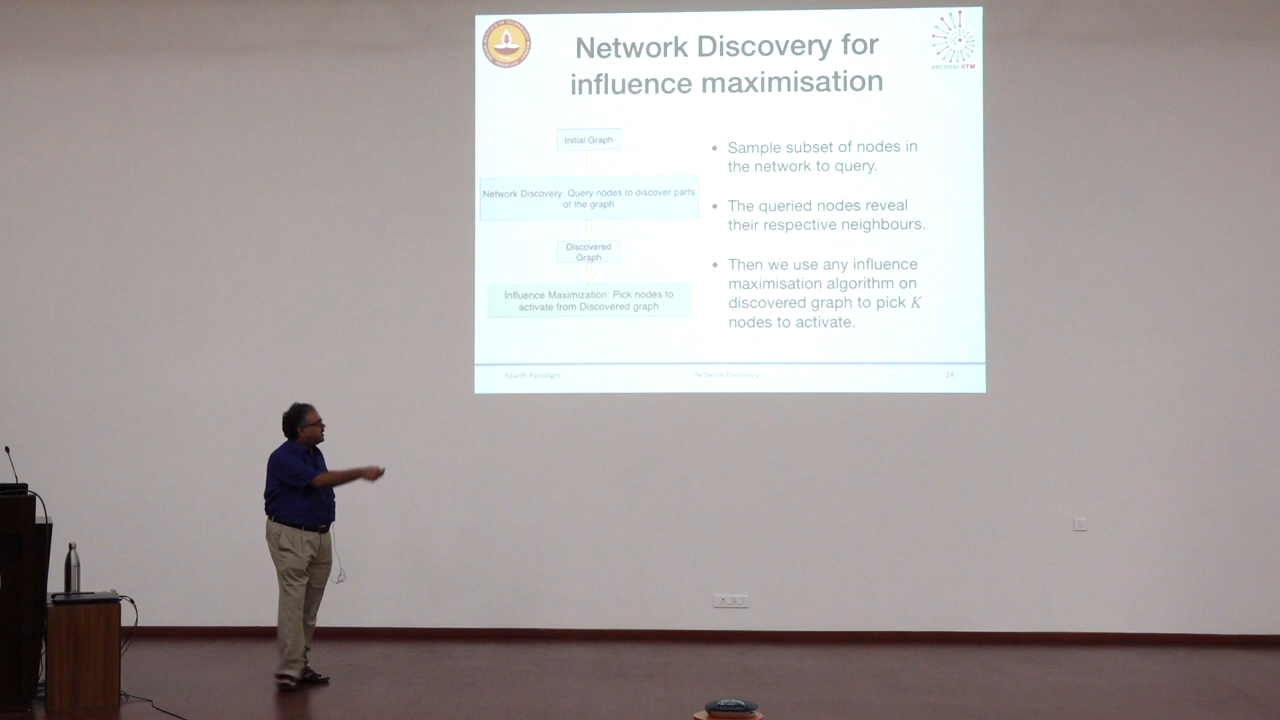 Network Discovery for
influence maximisation
Initial Graph
Network Discovery: Query nodes to discover parts
of the graph
Discovered
Graph
Influence Maximization: Pick nodes to
activate from Discovered graph
• Sample subset of nodes in
the network to query.
• The queried nodes reveal
their respective neighbours.
• Then we use any influence
maximisation algorithm on
discovered graph to pick K
nodes to activate.
Fourth Paradigm
Network Discovery
24
RBCDSAI IITM